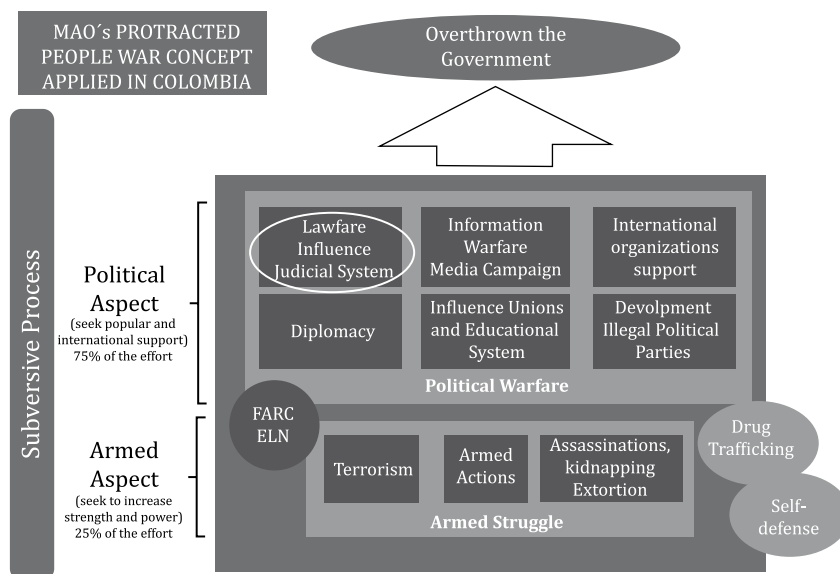 MAO´s PROTRACTED
PEOPLE WAR CONCEPT
APPLIED IN COLOMBIA
Overthrown the
Government
Subversive Process
Political
Aspect
(seek popular and
international support)
75% of the effort
Lawfare
Influence
Judicial System
Information
Warfare
Media Campaign
International
organizations
support
Diplomacy
Influence Unions
and Educational
System
Devolpment
Illegal Political
Parties
Political Warfare
FARC
ELN
Armed
Aspect
(seek to increase
strength and power)
25% of the effort
Terrorism
Armed
Actions
Assassinations,
kidnapping
Extortion
Armed Struggle
Drug
Trafficking
Self-
defense